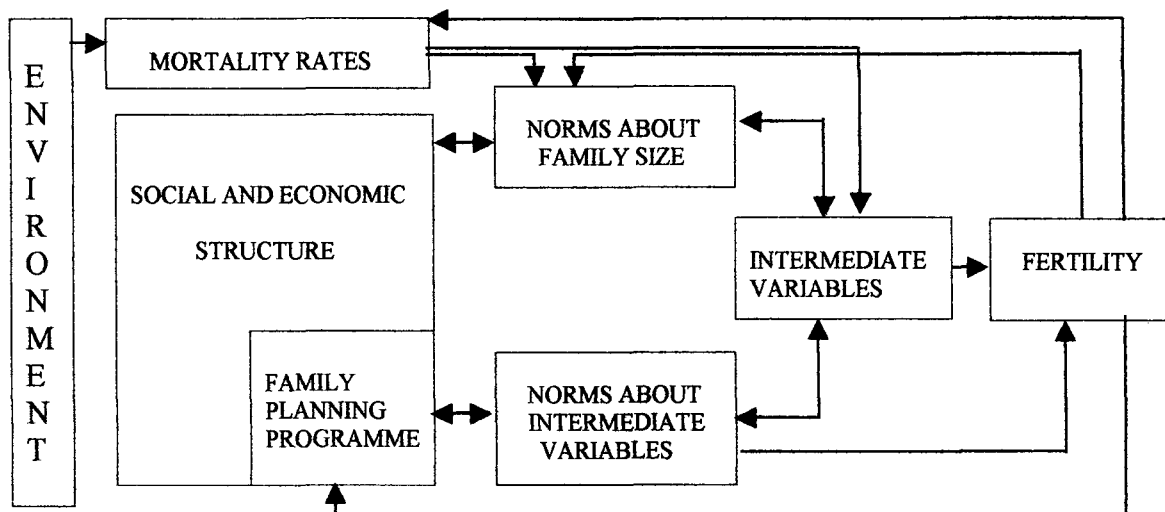 ENVIRONMENT
MORTALITY RATES
NORMS ABOUT
FAMILY SIZE
SOCIAL AND ECONOMIC
STRUCTURE
INTERMEDIATE
VARIABLES
FERTILITY
FAMILY
PLANNING
PROGRAMME
NORMS ABOUT
INTERMEDIATE
VARIABLES